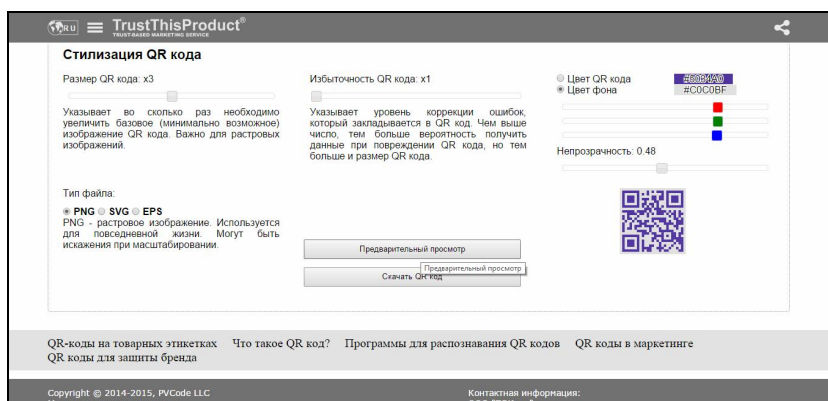 RU
TrustThisProduct®
TRUST-BASED MARKETING SERVICE
Стилизация QR кода
Размер QR кода: x3
Указывает во сколько раз необходимо
увеличить базовое (минимально возможное)
изображение QR кода. Важно для растровых
изображений.
Избыточность QR кода: x1
Указывает уровень коррекции ошибок,
который закладывается в QR код. Чем выше
число, тем больше вероятность получить
данные при повреждении QR кода, но тем
больше и размер QR кода.
Цвет QR кода
Цвет фона #C0C0BF
Непрозрачность: 0.48
Тип файла:
PNG SVG EPS
PNG - растровое изображение. Используется
для повседневной жизни. Могут быть
искажения при масштабировании.
Предварительный просмотр
Предварительный просмотр
Скачать QR код
QR-коды на товарных этикетках Что такое QR код? Программы для распознавания QR кодов QR коды в маркетинге
QR коды для зашиты бренда
Copyright © 2014-2015, PVCode LLC
Контактная информация: